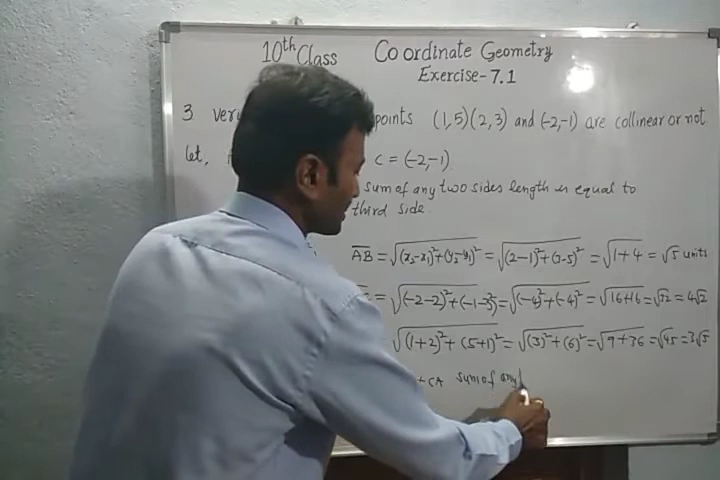 10th Class Coordinate Geometry
Exercise-7.1
3 points (1,5)(2,3) and (-2,-1) are collinear or not
let, C = (-2,-1)
sum of any two sides length is equal to
third side.
AB = √(x₂-x₁)²+(y₂-y₁)² = √(2-1)²+(3-5)² = √1+4 = √5 units
= √(-2-2)²+(-1-3)² = √(-4)²+(-4)² = √16+16 = √32 = 4√2
√(1+2)²+(5+1)² = √(3)²+(6)² = √9+36 = √45 = 3√5
+ CA sum of any